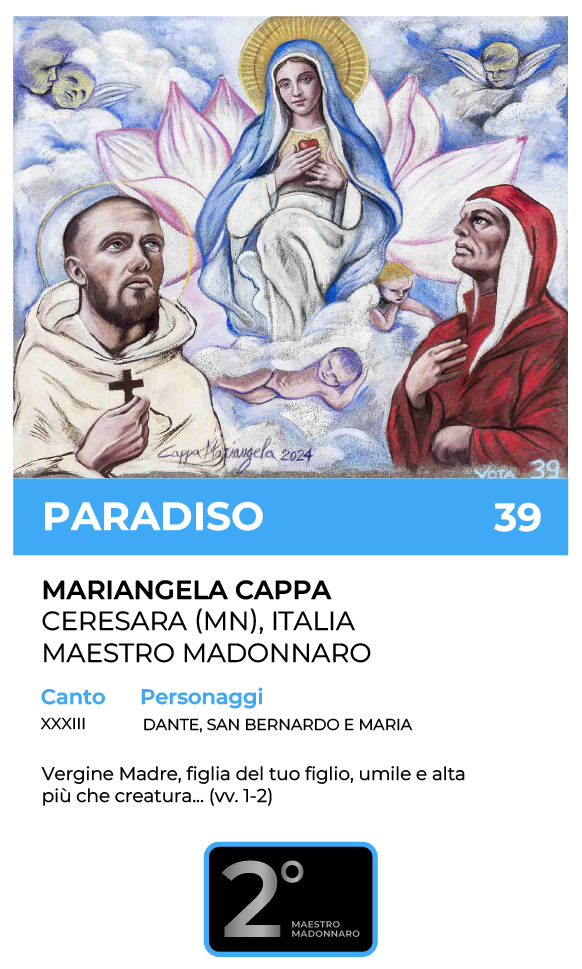 Cappa Mariangela 2024
VOTA 39
PARADISO 39
MARIANGELA CAPPA
CERESARA (MN), ITALIA
MAESTRO MADONNARO
Canto Personaggi
XXXIII DANTE, SAN BERNARDO E MARIA
Vergine Madre, figlia del tuo figlio, umile e alta
più che creatura... (vv. 1-2)
2°
MAESTRO
MADONNARO